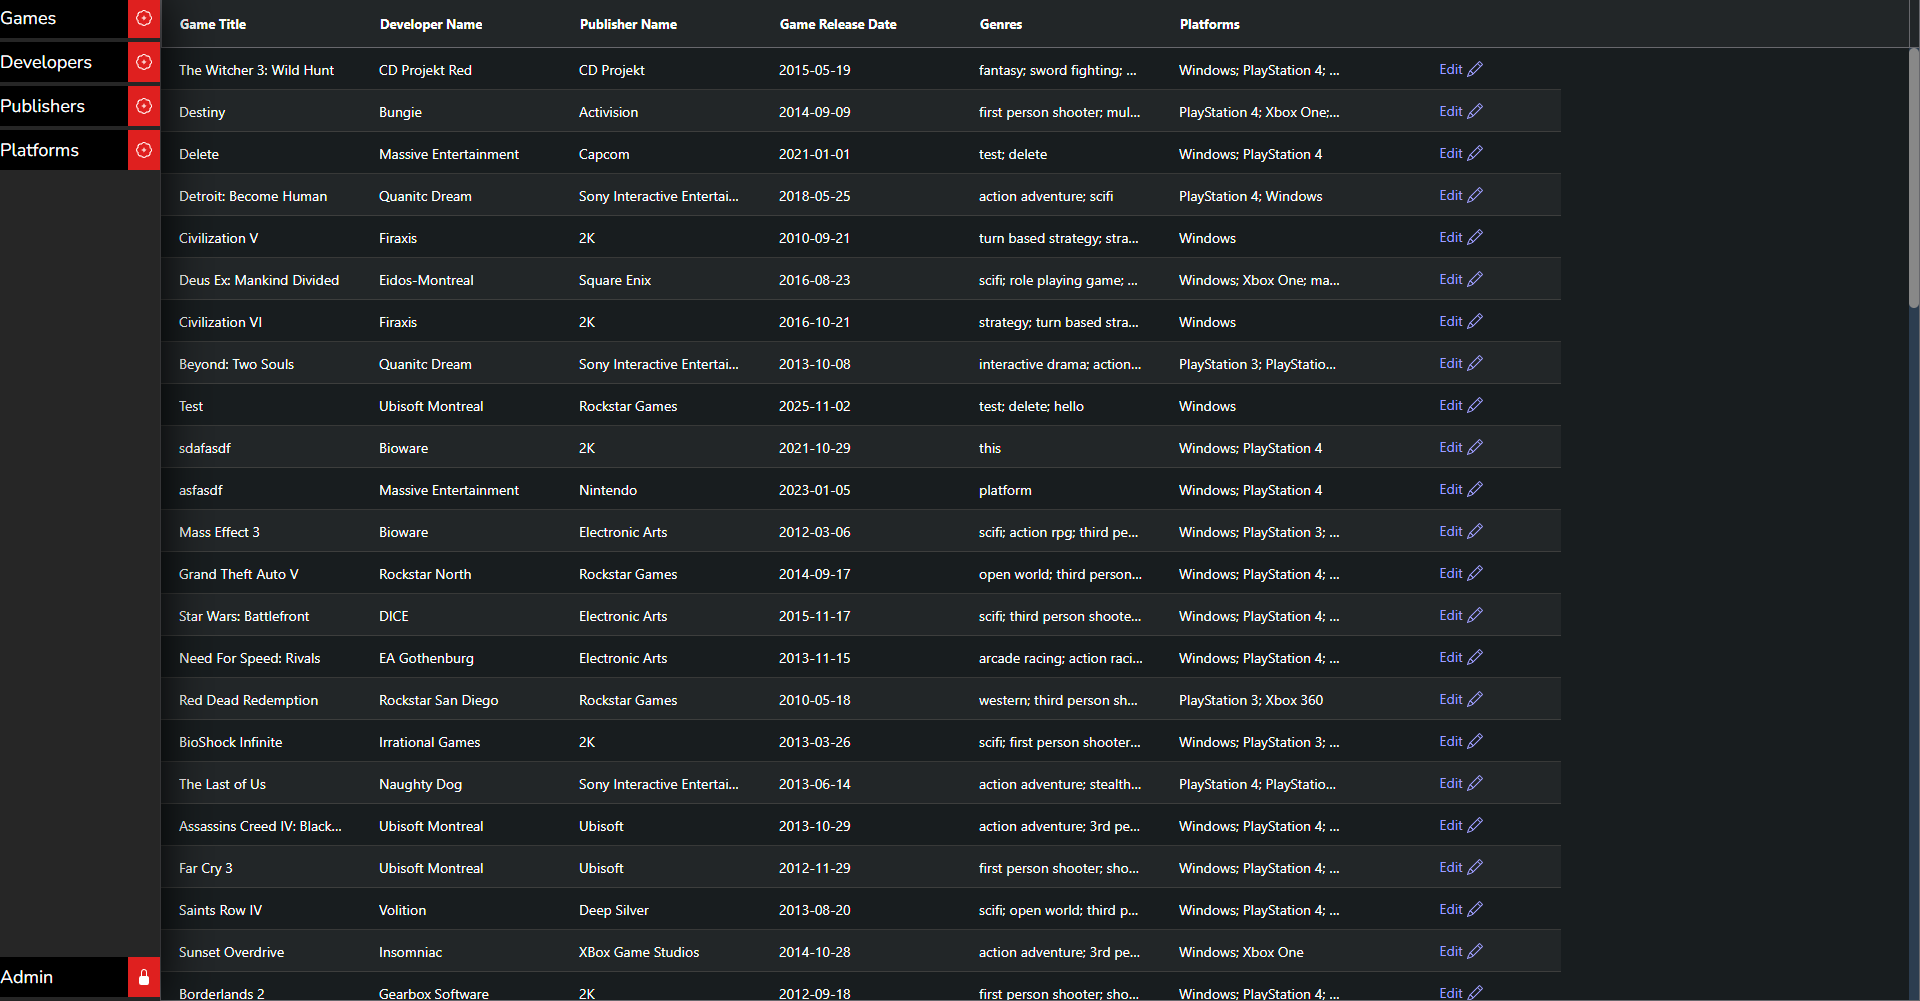 Games
Developers
Publishers
Platforms
Admin
Game Title Developer Name Publisher Name Game Release Date Genres Platforms
The Witcher 3: Wild Hunt CD Projekt Red CD Projekt 2015-05-19 fantasy; sword fighting; ... Windows; PlayStation 4; ... Edit
Destiny Bungie Activision 2014-09-09 first person shooter; mul... PlayStation 4; Xbox One;... Edit
Delete Massive Entertainment Capcom 2021-01-01 test; delete Windows; PlayStation 4 Edit
Detroit: Become Human Quanitc Dream Sony Interactive Entertai... 2018-05-25 action adventure; scifi PlayStation 4; Windows Edit
Civilization V Firaxis 2K 2010-09-21 turn based strategy; stra... Windows Edit
Deus Ex: Mankind Divided Eidos-Montreal Square Enix 2016-08-23 scifi; role playing game; ... Windows; Xbox One; ma... Edit
Civilization VI Firaxis 2K 2016-10-21 strategy; turn based stra... Windows Edit
Beyond: Two Souls Quanitc Dream Sony Interactive Entertai... 2013-10-08 interactive drama; action... PlayStation 3; PlayStatio... Edit
Test Ubisoft Montreal Rockstar Games 2025-11-02 test; delete; hello Windows Edit
sdafasdf Bioware 2K 2021-10-29 this Windows; PlayStation 4 Edit
asfasdf Massive Entertainment Nintendo 2023-01-05 platform Windows; PlayStation 4 Edit
Mass Effect 3 Bioware Electronic Arts 2012-03-06 scifi; action rpg; third pe... Windows; PlayStation 3; ... Edit
Grand Theft Auto V Rockstar North Rockstar Games 2014-09-17 open world; third person... Windows; PlayStation 4; ... Edit
Star Wars: Battlefront DICE Electronic Arts 2015-11-17 scifi; third person shoote... Windows; PlayStation 4; ... Edit
Need For Speed: Rivals EA Gothenburg Electronic Arts 2013-11-15 arcade racing; action raci... Windows; PlayStation 4; ... Edit
Red Dead Redemption Rockstar San Diego Rockstar Games 2010-05-18 western; third person sh... PlayStation 3; Xbox 360 Edit
BioShock Infinite Irrational Games 2K 2013-03-26 scifi; first person shooter... Windows; PlayStation 3; ... Edit
The Last of Us Naughty Dog Sony Interactive Entertai... 2013-06-14 action adventure; stealth... PlayStation 4; PlayStatio... Edit
Assassins Creed IV: Black... Ubisoft Montreal Ubisoft 2013-10-29 action adventure; 3rd pe... Windows; PlayStation 4; ... Edit
Far Cry 3 Ubisoft Montreal Ubisoft 2012-11-29 first person shooter; sho... Windows; PlayStation 4; ... Edit
Saints Row IV Volition Deep Silver 2013-08-20 scifi; open world; third p... Windows; PlayStation 4; ... Edit
Sunset Overdrive Insomniac XBox Game Studios 2014-10-28 action adventure; 3rd pe... Windows; Xbox One Edit
Borderlands 2 Gearbox Software 2K 2012-09-18 first person shooter; sho... Windows; PlayStation 4; ... Edit